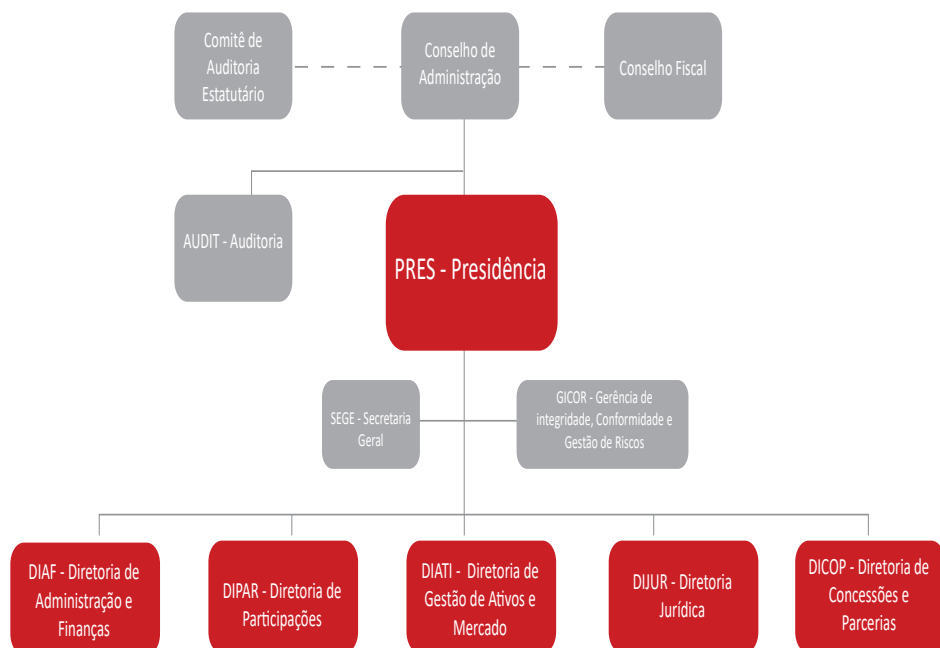 Comitê de
Auditoria
Estatutário
Conselho de
Administração
Conselho Fiscal
AUDIT - Auditoria
PRES - Presidência
SEGE - Secretaria
Geral
GICOR - Gerência de
integridade, Conformidade e
Gestão de Riscos
DIAF - Diretoria de
Administração e
Finanças
DIPAR - Diretoria de
Participações
DIATI - Diretoria de
Gestão de Ativos e
Mercado
DIJUR - Diretoria
Jurídica
DICOP - Diretoria de
Concessões e
Parcerias